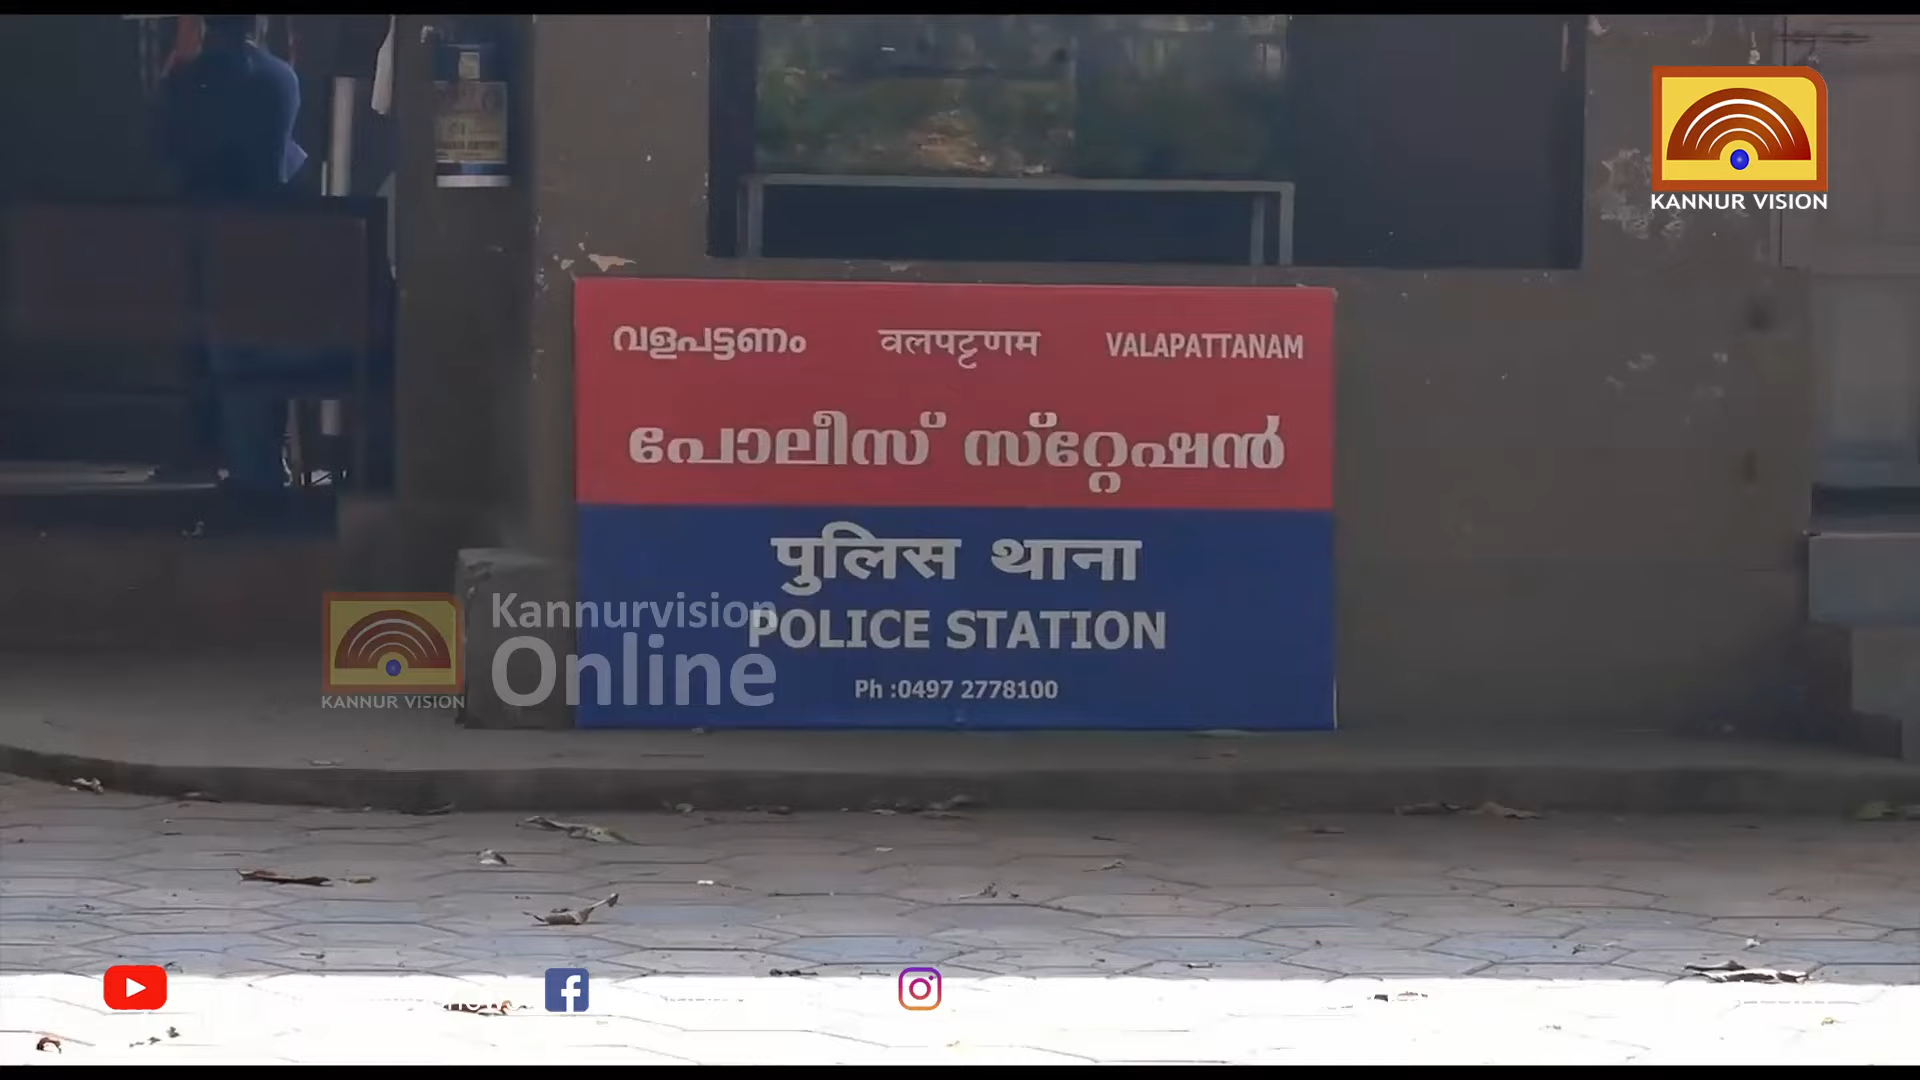 KANNUR VISION
വളപട്ടണം वलपट्टणम VALAPATTANAM
പോലീസ് സ്റ്റേഷൻ
पुलिस थाना
POLICE STATION
Ph :0497 2778100
Kannurvision
Online
KANNUR VISION